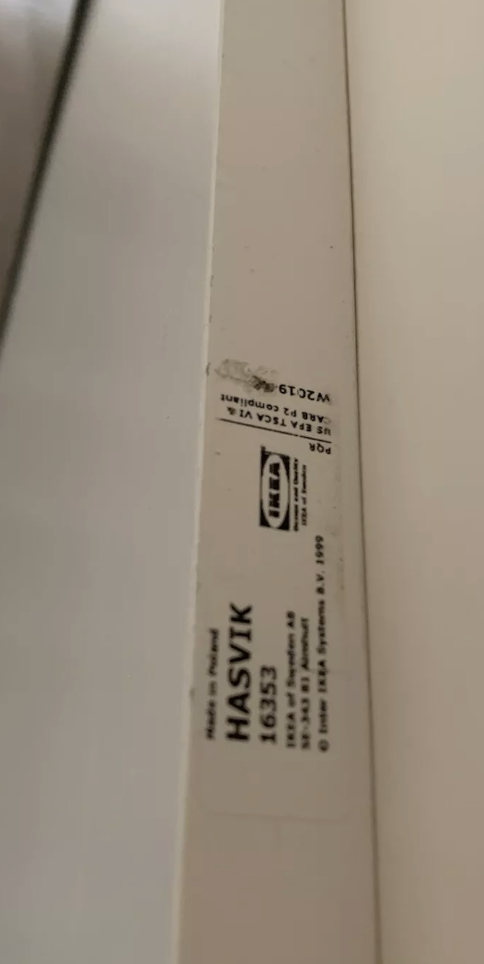 Made in Poland
HASVIK
16353
IKEA of Sweden AB
SE-343 81 Älmhult
© Inter IKEA Systems B.V. 1999
IKEA
Design and Quality
IKEA of Sweden
PQR
US EPA TSCA VI &
CARB P2 compliant
W2019